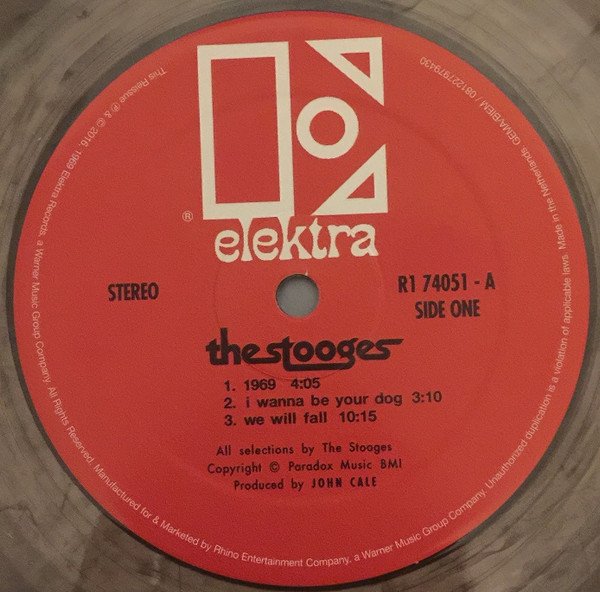 elektra
®
STEREO
R1 74051 - A
SIDE ONE
the stooges
1. 1969 4:05
2. i wanna be your dog 3:10
3. we will fall 10:15
All selections by The Stooges
Copyright © Paradox Music BMI
Produced by JOHN CALE
This Reissue ℗ & © 2016, 1969 Elektra Records, a Warner Music Group Company. All Rights Reserved. Manufactured for & Marketed by Rhino Entertainment Company, a Warner Music Group Company. Unauthorized duplication is a violation of applicable laws. Made in the Netherlands. GEMA/BIEM / 081227979430